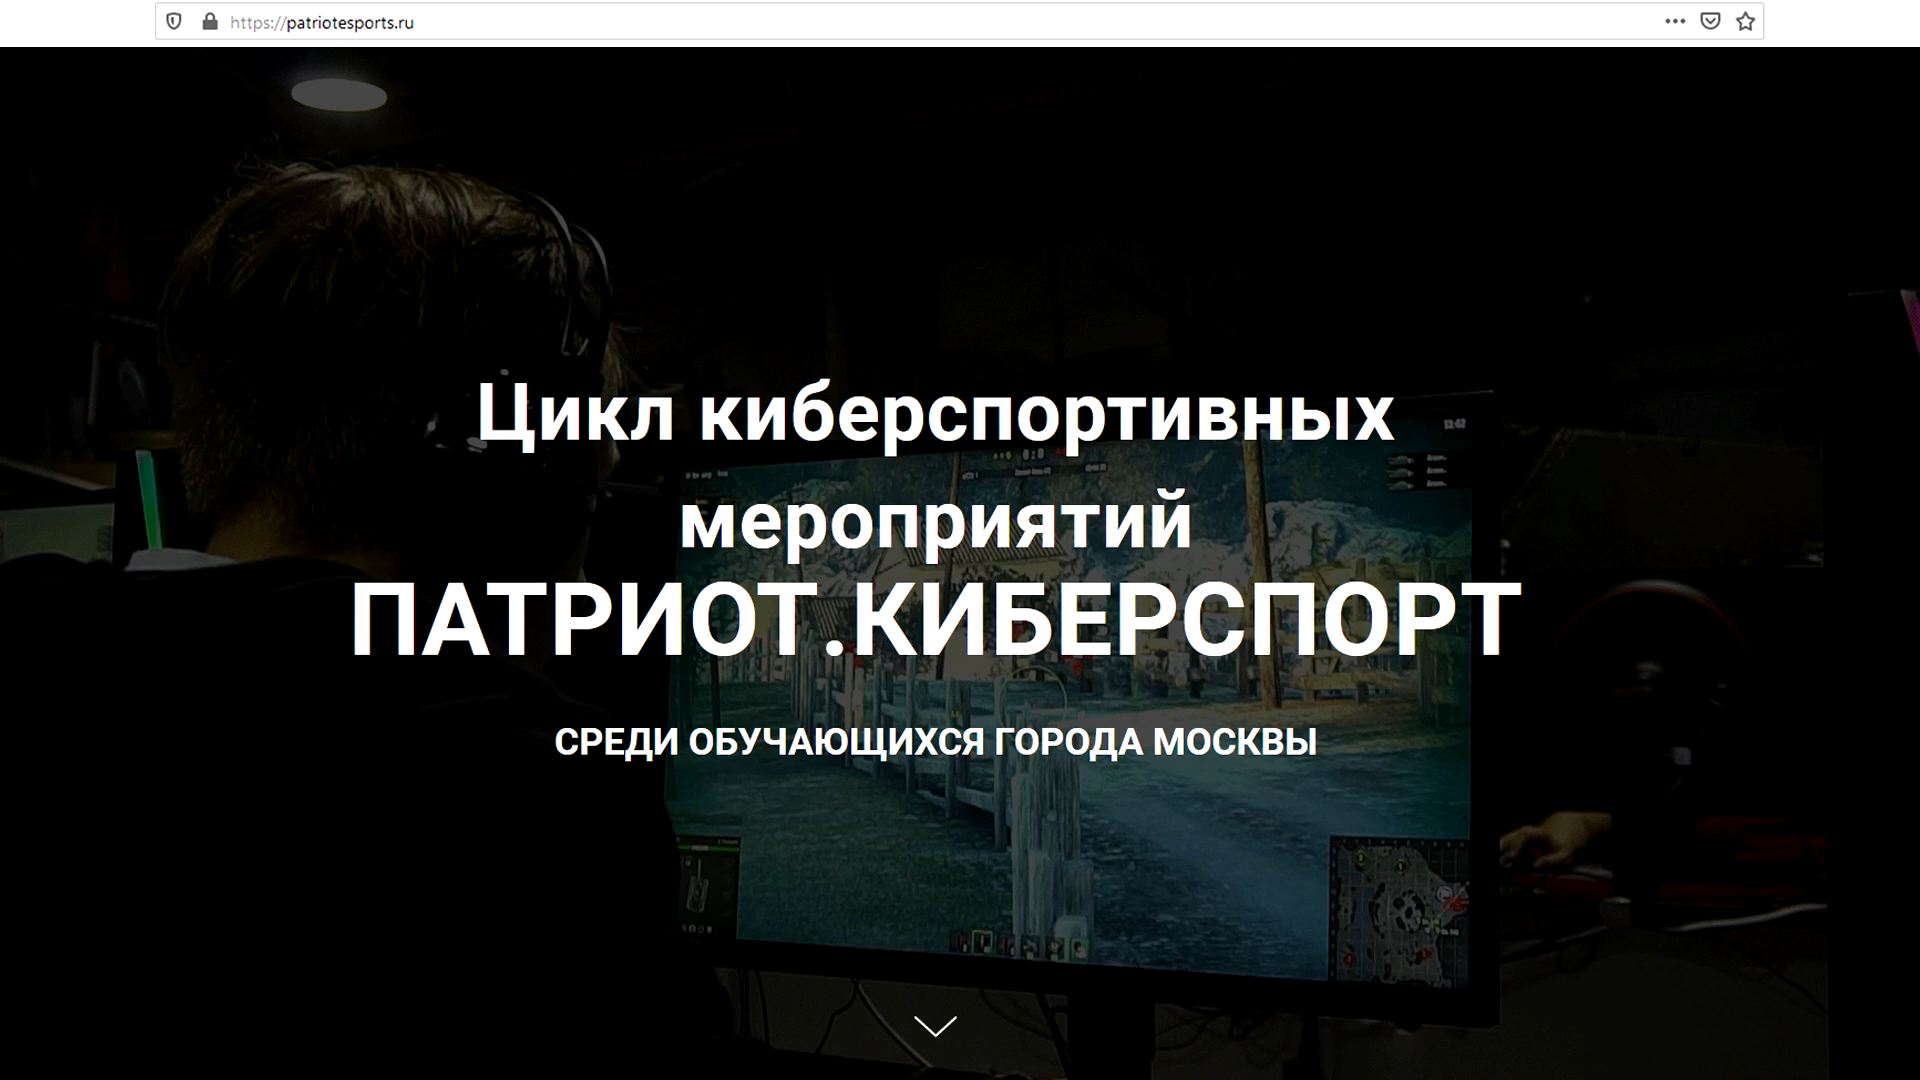 https://patriotesports.ru
Цикл киберспортивных
мероприятий
ПАТРИОТ.КИБЕРСПОРТ
СРЕДИ ОБУЧАЮЩИХСЯ ГОРОДА МОСКВЫ